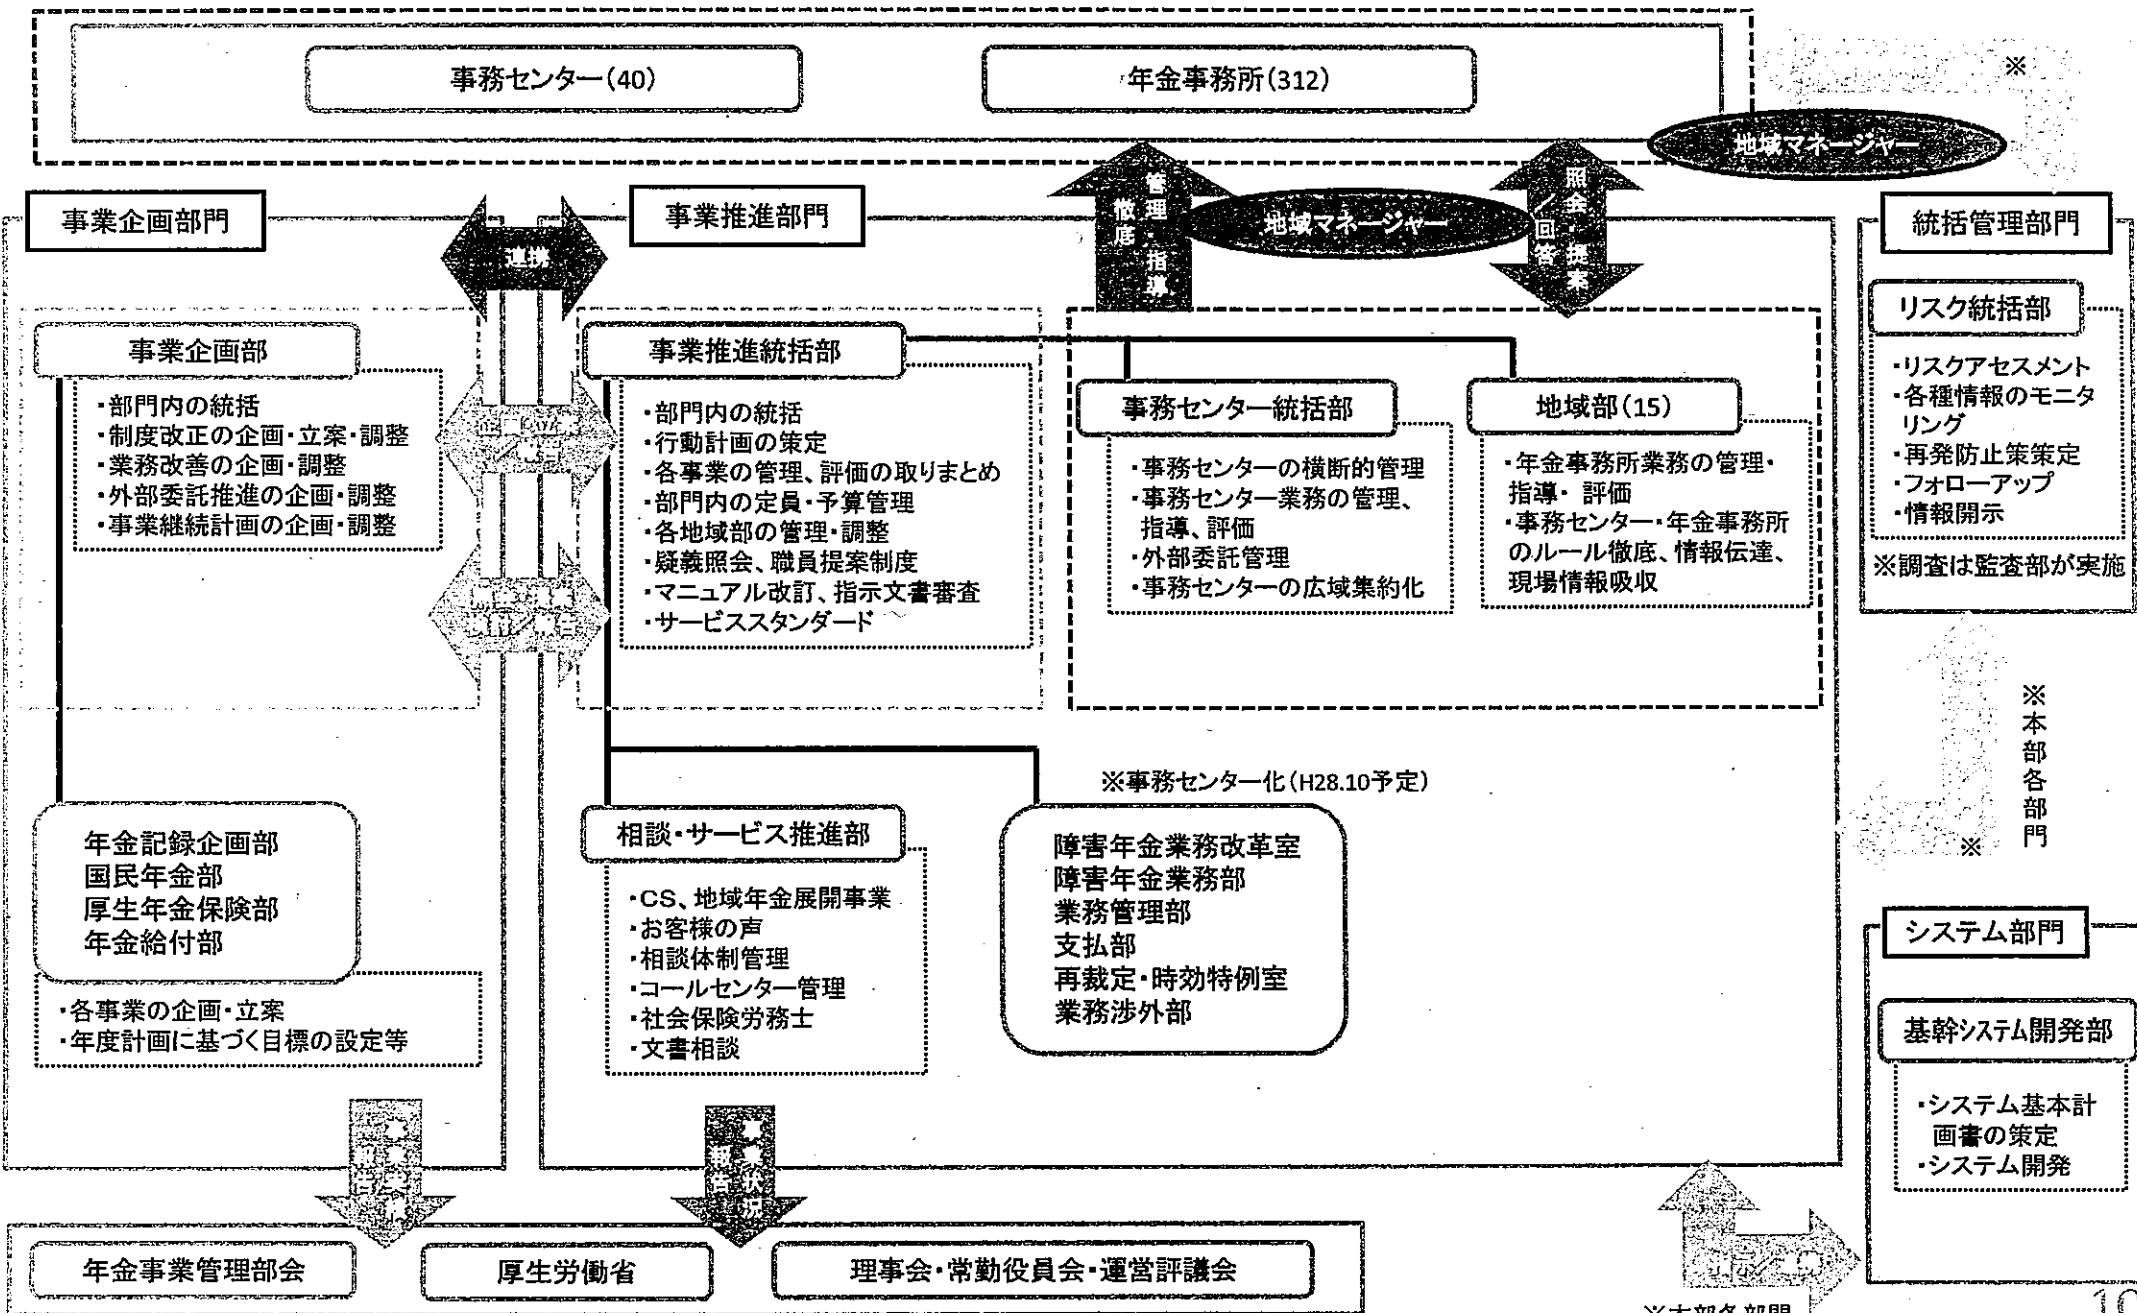 事務センター(40)
年金事務所(312)
※
地域マネージャー
事業企画部門
事業推進部門
連携
管理・指導
徹底
地域マネージャー
照会・提案
/回答
統括管理部門
事業企画部
・部門内の統括
・制度改正の企画・立案・調整
・業務改善の企画・調整
・外部委託推進の企画・調整
・事業継続計画の企画・調整
事業推進統括部
・部門内の統括
・行動計画の策定
・各事業の管理、評価の取りまとめ
・部門内の定員・予算管理
・各地域部の管理・調整
・疑義照会、職員提案制度
・マニュアル改訂、指示文書審査
・サービススタンダード
事務センター統括部
・事務センターの横断的管理
・事務センター業務の管理、
指導、評価
・外部委託管理
・事務センターの広域集約化
地域部(15)
・年金事務所業務の管理・
指導・ 評価
・事務センター・年金事務所
のルール徹底、情報伝達、
現場情報吸収
リスク統括部
・リスクアセスメント
・各種情報のモニタ
リング
・再発防止策策定
・フォローアップ
・情報開示
※調査は監査部が実施
※本部各部門
※
年金記録企画部
国民年金部
厚生年金保険部
年金給付部
・各事業の企画・立案
・年度計画に基づく目標の設定等
相談・サービス推進部
・CS、地域年金展開事業
・お客様の声
・相談体制管理
・コールセンター管理
・社会保険労務士
・文書相談
※事務センター化(H28.10予定)
障害年金業務改革室
障害年金業務部
業務管理部
支払部
再裁定・時効特例室
業務渉外部
システム部門
基幹システム開発部
・システム基本計
画書の策定
・システム開発
年金事業管理部会
厚生労働省
理事会・常勤役員会・運営評議会
※本部各部門
10